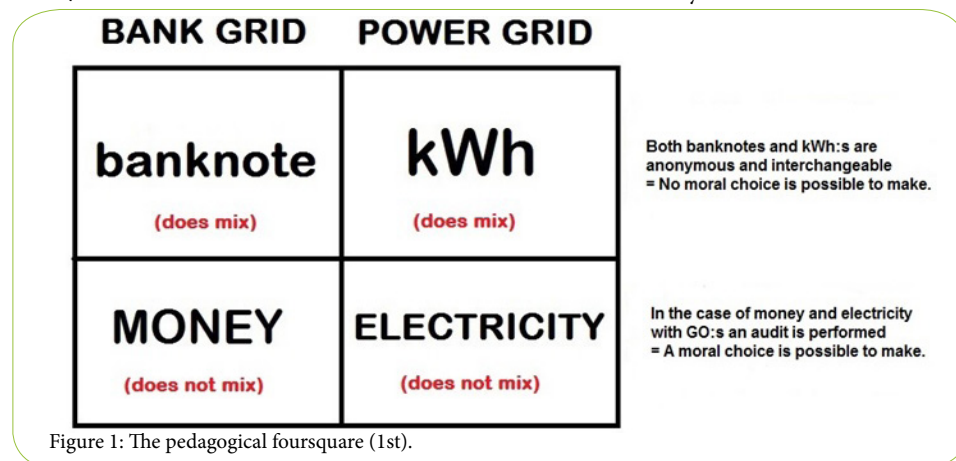 BANK GRID POWER GRID
banknote
(does mix)
kWh
(does mix)
Both banknotes and kWh:s are
anonymous and interchangeable
= No moral choice is possible to make.
MONEY
(does not mix)
ELECTRICITY
(does not mix)
In the case of money and electricity
with GO:s an audit is performed
= A moral choice is possible to make.
Figure 1: The pedagogical foursquare (1st).